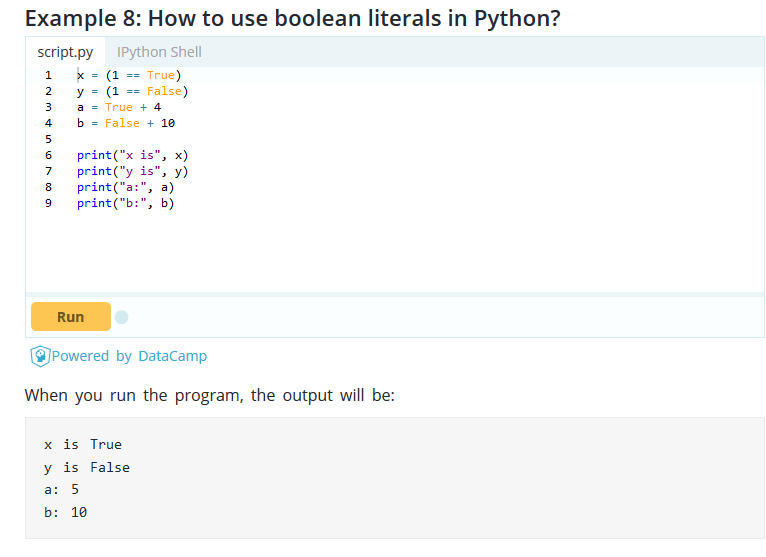 Example 8: How to use boolean literals in Python?
script.py IPython Shell
1 x = (1 == True)
2 y = (1 == False)
3 a = True + 4
4 b = False + 10
5
6 print("x is", x)
7 print("y is", y)
8 print("a:", a)
9 print("b:", b)
Run
Powered by DataCamp
When you run the program, the output will be:
x is True
y is False
a: 5
b: 10